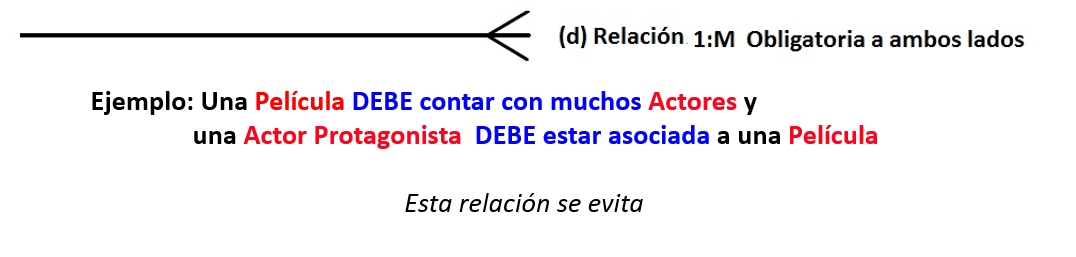 (d) Relación 1:M Obligatoria a ambos lados
Ejemplo: Una Película DEBE contar con muchos Actores y
una Actor Protagonista DEBE estar asociada a una Película
Esta relación se evita